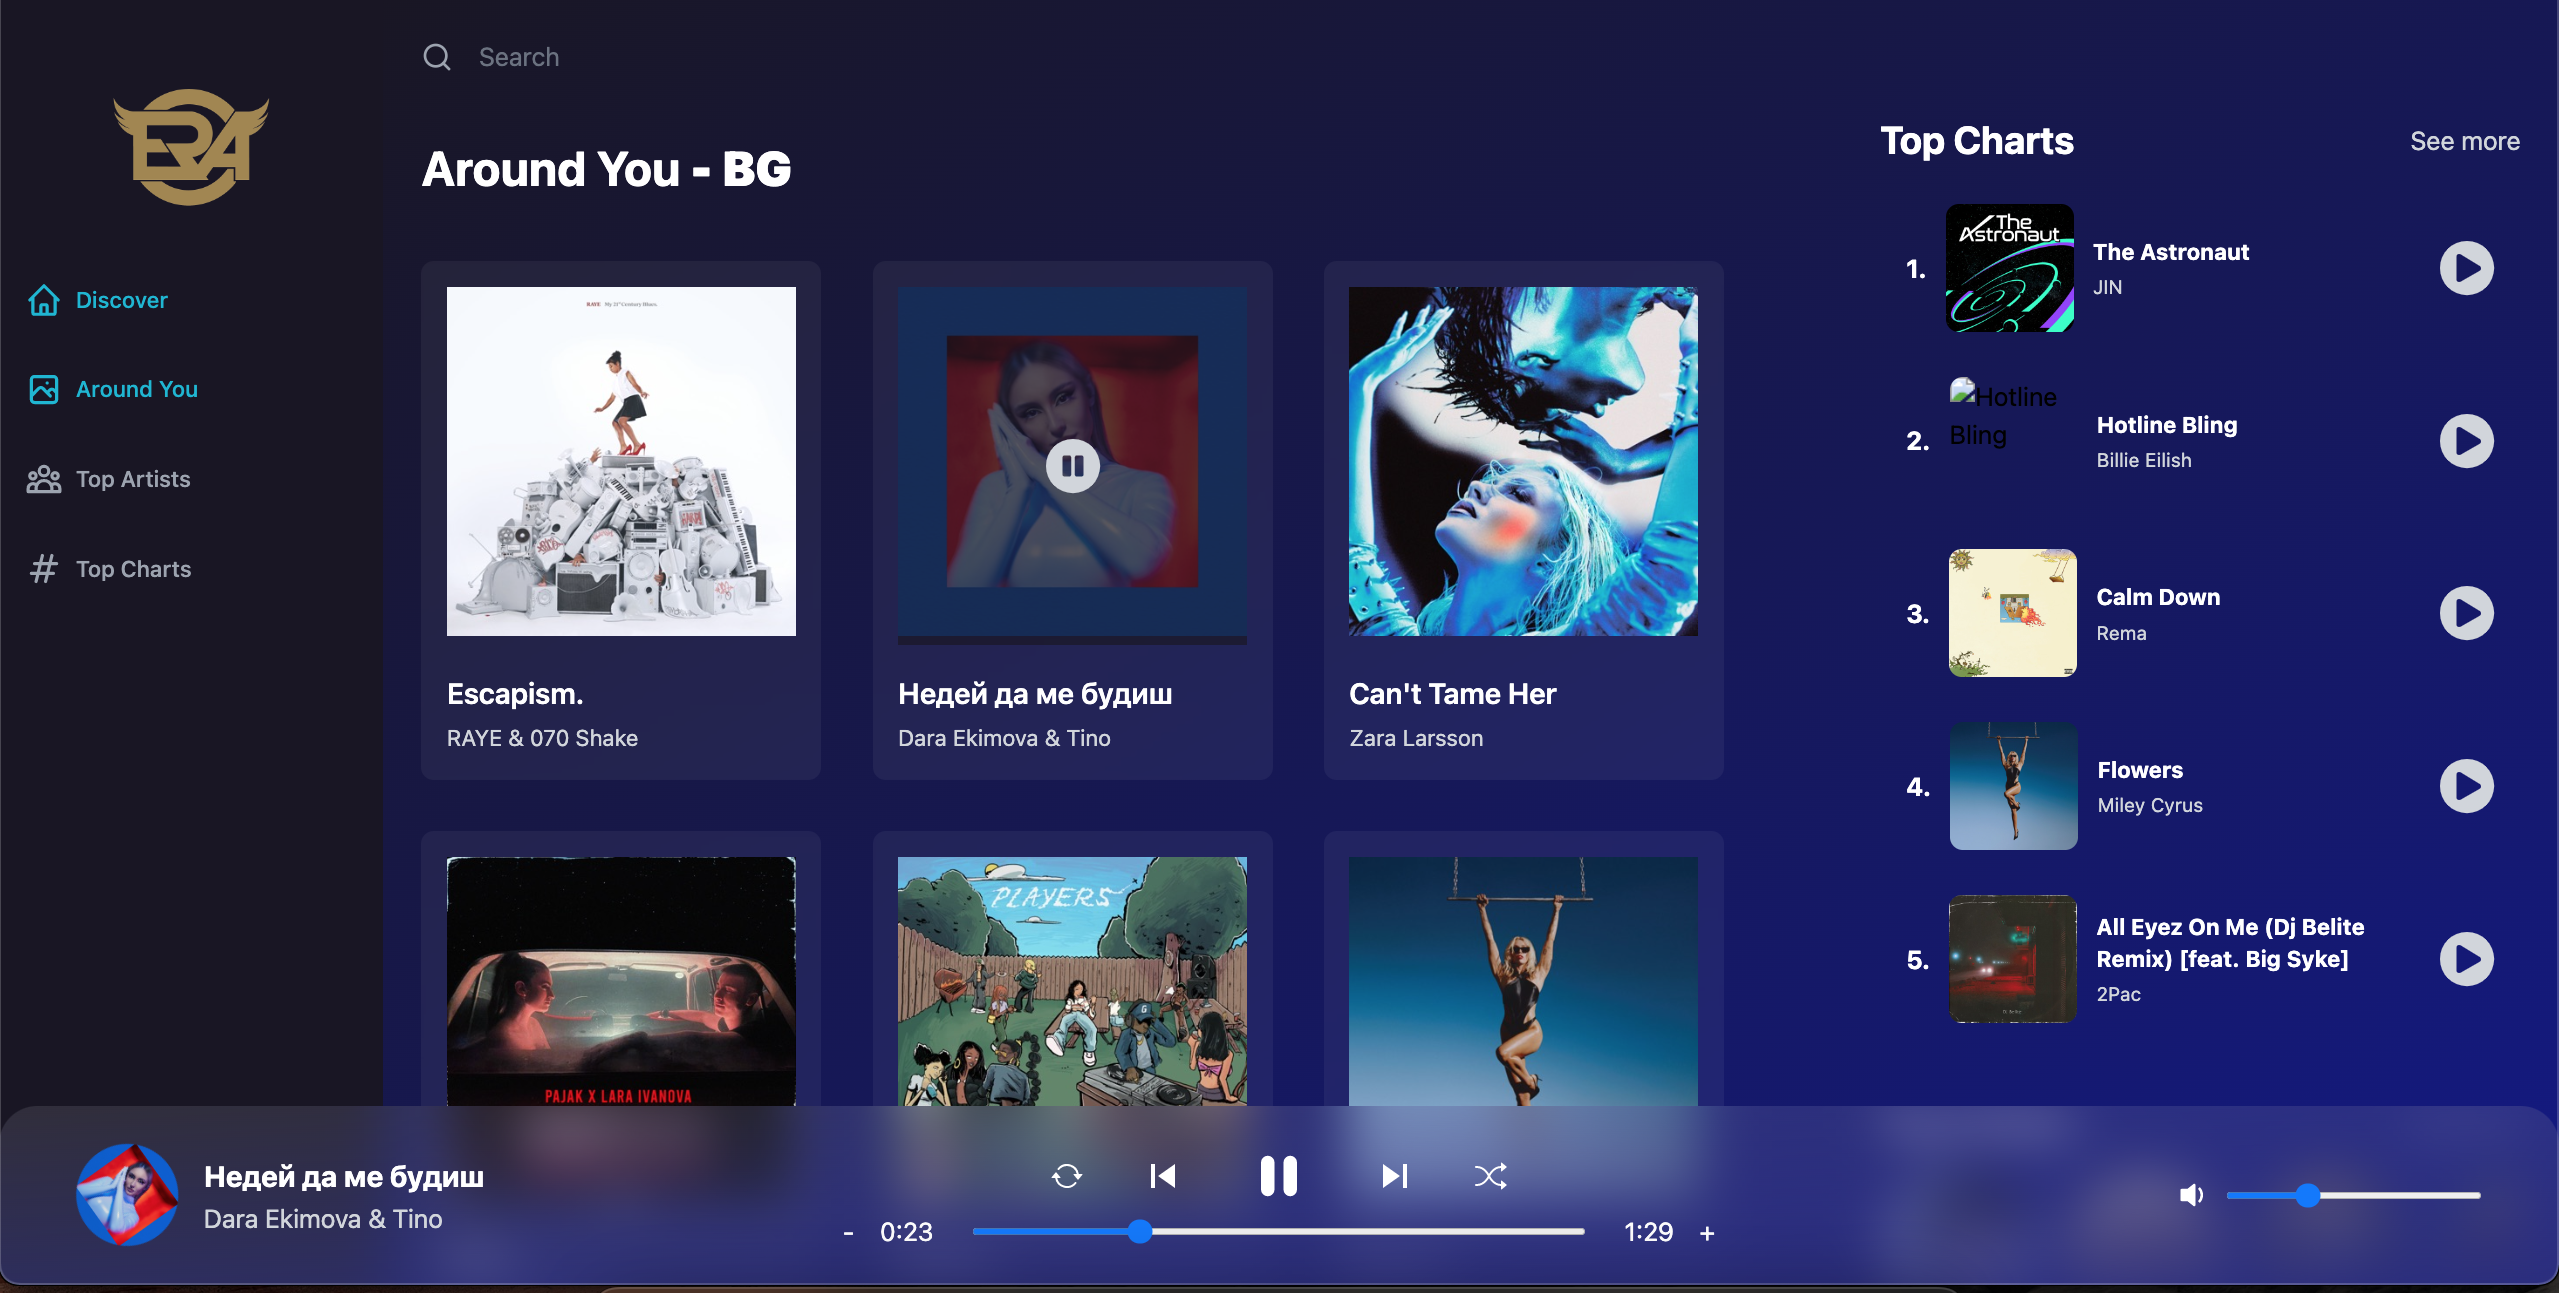 Search
ERA
Discover
Around You
Top Artists
Top Charts
Around You - BG
RAYE My 21st Century Blues.
Escapism.
RAYE & 070 Shake
Недей да ме будиш
Dara Ekimova & Tino
Can't Tame Her
Zara Larsson
PAJAK X LARA IVANOVA
PLAYERS
Top Charts
See more
1.
The Astronaut
The Astronaut
JIN
2.
Hotline Bling
Hotline Bling
Billie Eilish
3.
Calm Down
Rema
4.
Flowers
Miley Cyrus
5.
All Eyez On Me (Dj Belite
Remix) [feat. Big Syke]
2Pac
Недей да ме будиш
Dara Ekimova & Tino
- 0:23
1:29 +